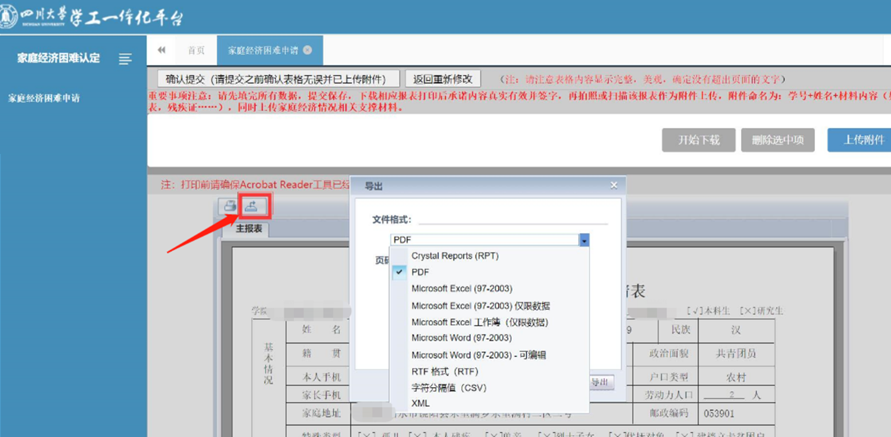 四川大学 学工一体化平台
家庭经济困难认定
首页
家庭经济困难申请
家庭经济困难申请
确认提交（请提交之前确认表格无误并已上传附件）
返回重新修改
（注：请注意表格内容显示完整，美观，确定没有超出页面的文字）
重要事项注意：请先填完所有数据，提交保存，下载相应报表打印后承诺内容真实有效并签字，再拍照或扫描该报表作为附件上传，附件命名为：学号+姓名+材料内容（
表，残疾证……），同时上传家庭经济情况相关支撑材料。
开始下载
删除选中项
上传附件
注：打印前请确保Acrobat Reader工具已经
导出
主报表
文件格式：
PDF
页码
Crystal Reports (RPT)
PDF
Microsoft Excel (97-2003)
Microsoft Excel (97-2003) 仅限数据
Microsoft Excel 工作簿（仅限数据）
Microsoft Word (97-2003)
Microsoft Word (97-2003) - 可编辑
RTF 格式（RTF）
字符分隔值（CSV）
XML
导出
表
学院
[√]本科生 [×]研究生
基本情况
姓 名
9
民族
汉
籍 贯
政治面貌
共青团员
本人手机
户口类型
农村
家长手机
劳动力人口
2 人
家庭地址
邮政编码
053901